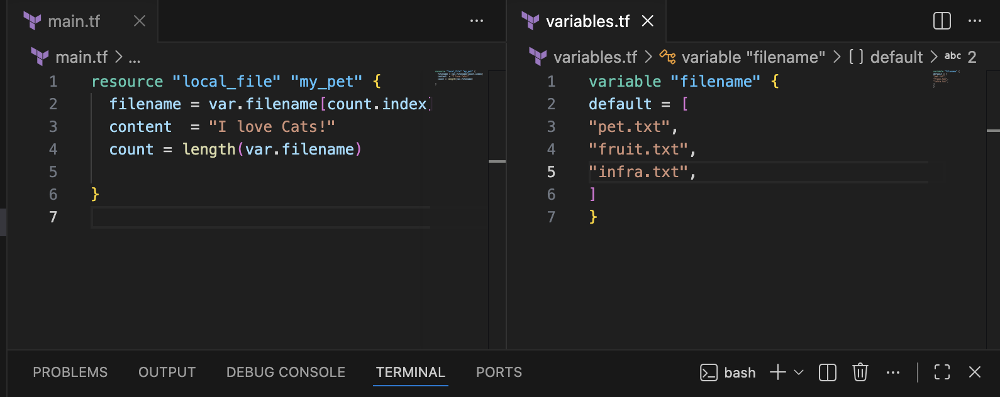 main.tf
variables.tf
main.tf > ...
variables.tf > variable "filename" > [ ] default > abc 2
1 resource "local_file" "my_pet" {
2 filename = var.filename[count.index]
3 content  = "I love Cats!"
4 count = length(var.filename)
5
6 }
7
1 variable "filename" {
2 default = [
3 "pet.txt",
4 "fruit.txt",
5 "infra.txt",
6 ]
7 }
PROBLEMS OUTPUT DEBUG CONSOLE TERMINAL PORTS
bash